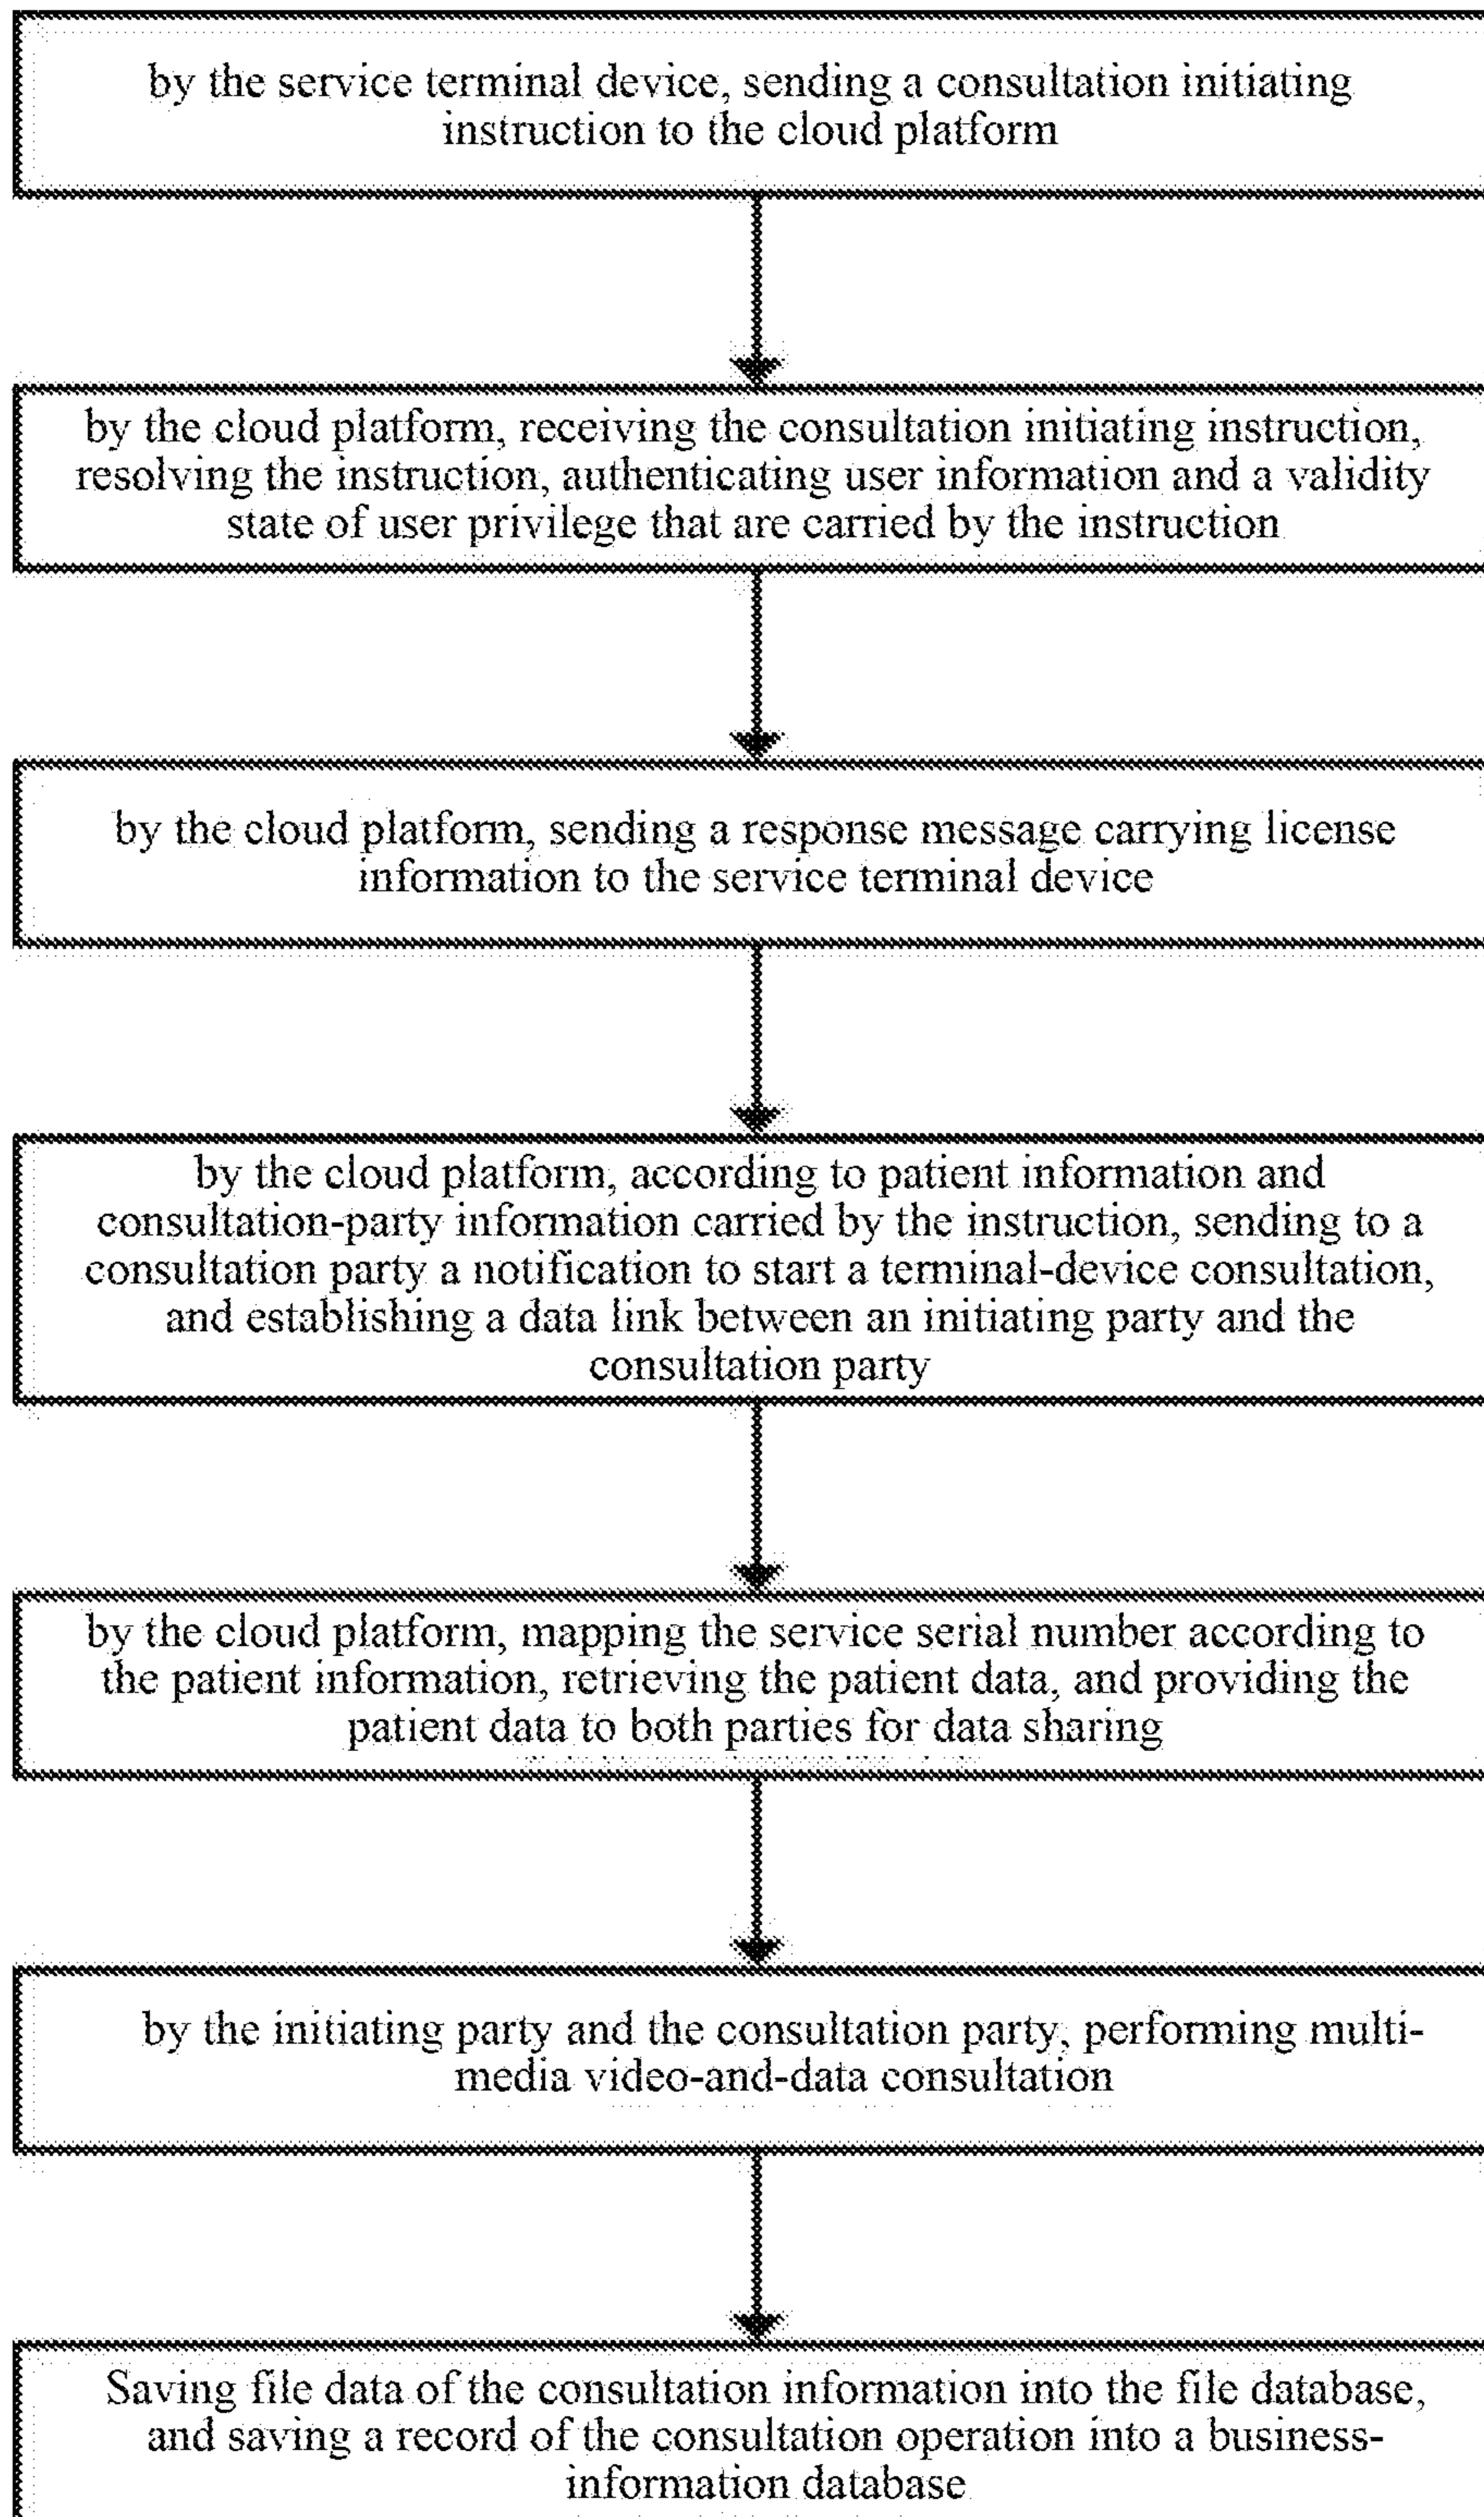 by the service terminal device, sending a consultation initiating
instruction to the cloud platform
by the cloud platform, receiving the consultation initiating instruction,
resolving the instruction, authenticating user information and a validity
state of user privilege that are carried by the instruction
by the cloud platform, sending a response message carrying license
information to the service terminal device
by the cloud platform, according to patient information and
consultation-party information carried by the instruction, sending to a
consultation party a notification to start a terminal-device consultation,
and establishing a data link between an initiating party and the
consultation party
by the cloud platform, mapping the service serial number according to
the patient information, retrieving the patient data, and providing the
patient data to both parties for data sharing
by the initiating party and the consultation party, performing multi-
media video-and-data consultation
Saving file data of the consultation information into the file database,
and saving a record of the consultation operation into a business-
information database